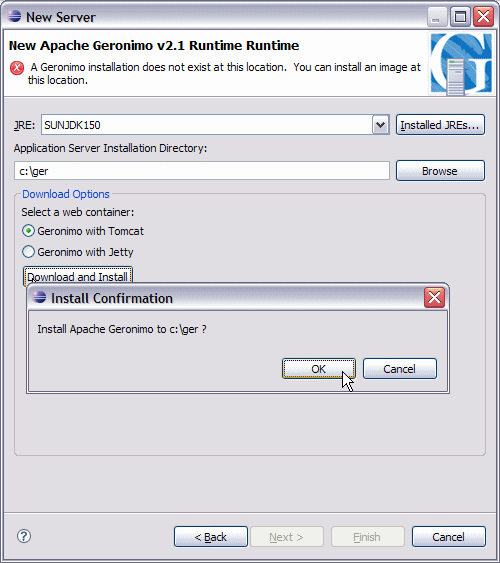 New Server
New Apache Geronimo v2.1 Runtime Runtime
A Geronimo installation does not exist at this location. You can install an image at
this location.
JRE: SUNJDK150 Installed JREs...
Application Server Installation Directory:
c:\ger Browse
Download Options
Select a web container:
Geronimo with Tomcat
Geronimo with Jetty
Download and Install
Install Confirmation
Install Apache Geronimo to c:\ger ?
OK Cancel
? < Back Next > Finish Cancel